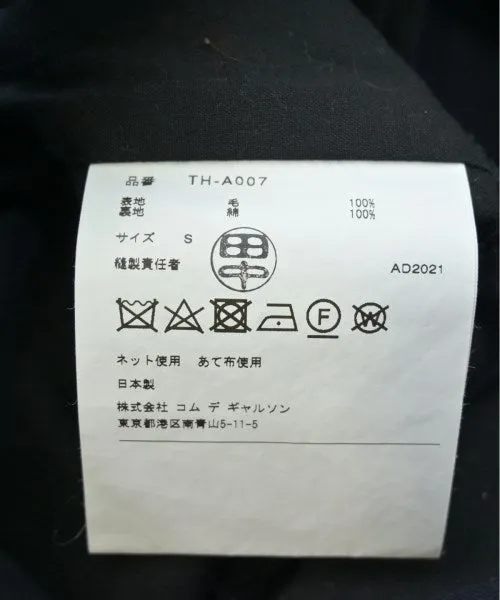 品番 TH-A007
表地 毛 100%
裏地 綿 100%
サイズ S
縫製責任者 田中 AD2021
F W
ネット使用 あて布使用
日本製
株式会社 コム デ ギャルソン
東京都港区南青山5-11-5